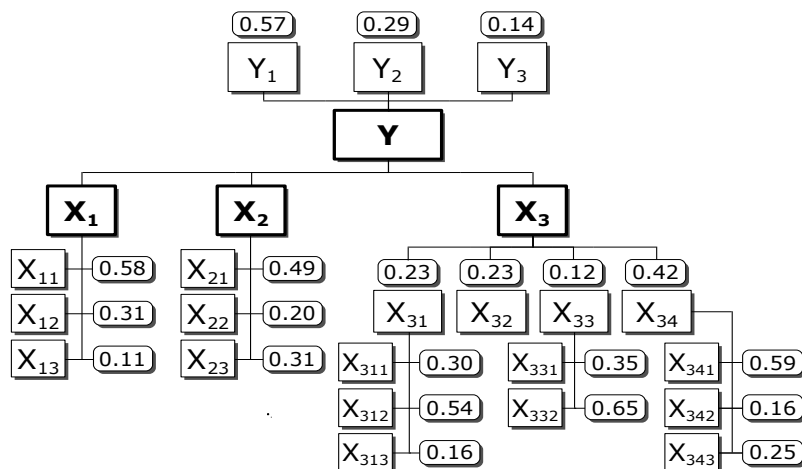 0.57 0.29 0.14
Y₁ Y₂ Y₃
Y
X₁ X₂ X₃
X₁₁ 0.58 X₂₁ 0.49 0.23 0.23 0.12 0.42
X₁₂ 0.31 X₂₂ 0.20 X₃₁ X₃₂ X₃₃ X₃₄
X₁₃ 0.11 X₂₃ 0.31 X₃₁₁ 0.30 X₃₃₁ 0.35 X₃₄₁ 0.59
X₃₁₂ 0.54 X₃₃₂ 0.65 X₃₄₂ 0.16
X₃₁₃ 0.16 X₃₄₃ 0.25